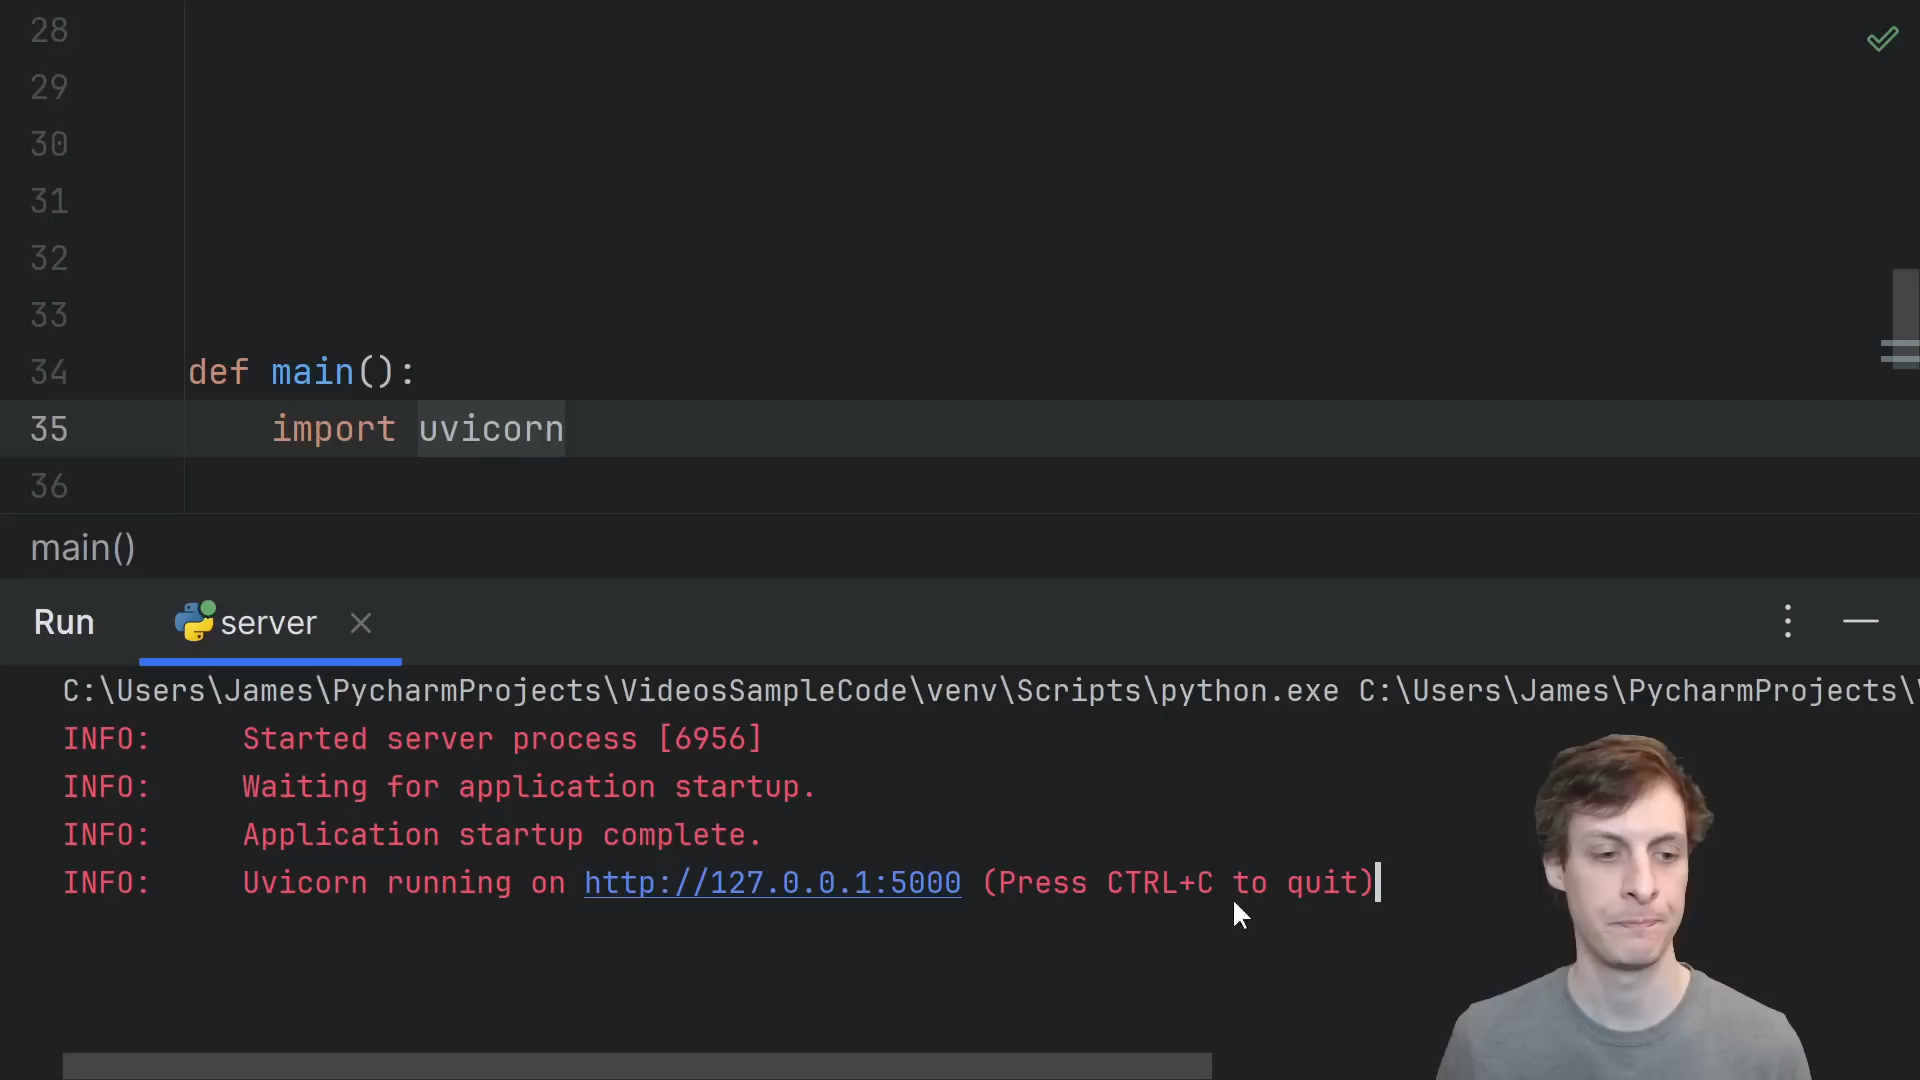 28
29
30
31
32
33
34 def main():
35 import uvicorn
36
main()
Run server
C:\Users\James\PycharmProjects\VideosSampleCode\venv\Scripts\python.exe C:\Users\James\PycharmProjects\
INFO: Started server process [6956]
INFO: Waiting for application startup.
INFO: Application startup complete.
INFO: Uvicorn running on http://127.0.0.1:5000 (Press CTRL+C to quit)